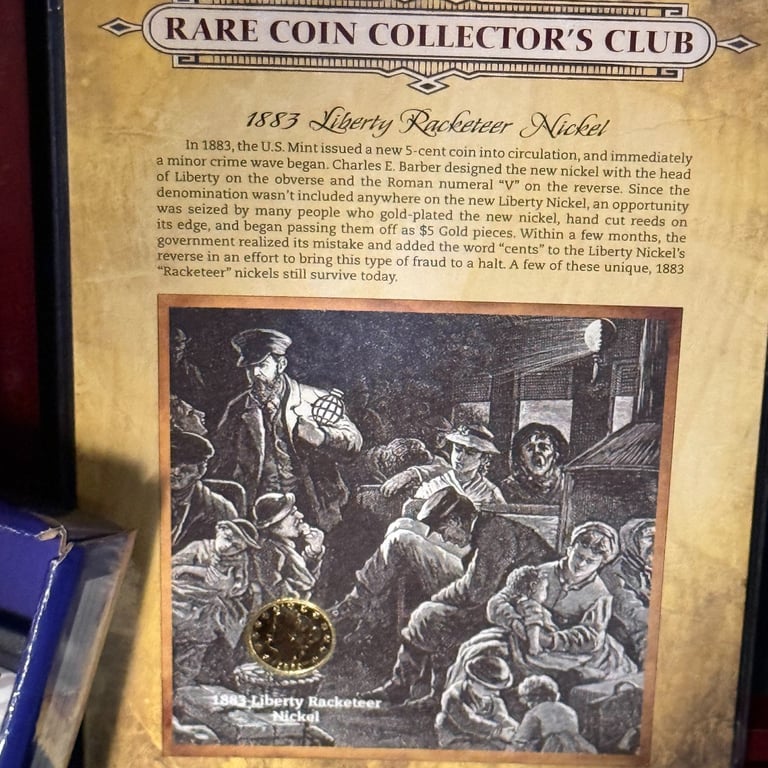 RARE COIN COLLECTOR'S CLUB
1883 Liberty Racketeer Nickel
In 1883, the U.S. Mint issued a new 5-cent coin into circulation, and immediately
a minor crime wave began. Charles E. Barber designed the new nickel with the head
of Liberty on the obverse and the Roman numeral “V” on the reverse. Since the
denomination wasn't included anywhere on the new Liberty Nickel, an opportunity
was seized by many people who gold-plated the new nickel, hand cut reeds on
its edge, and began passing them off as $5 Gold pieces. Within a few months, the
government realized its mistake and added the word “cents” to the Liberty Nickel's
reverse in an effort to bring this type of fraud to a halt. A few of these unique, 1883
“Racketeer” nickels still survive today.
1883 Liberty Racketeer
Nickel